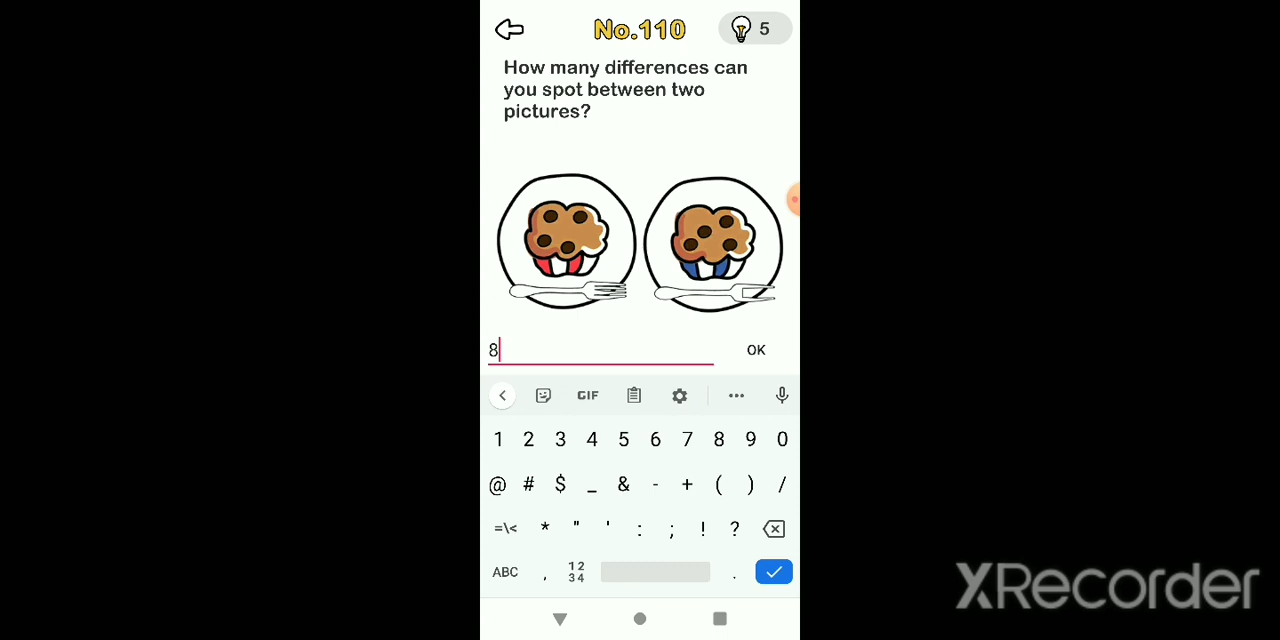 No.110
5
How many differences can
you spot between two
pictures?
8
OK
GIF
1 2 3 4 5 6 7 8 9 0
@ # $ _ & - + ( ) /
=\< * " ' : ; ! ?
ABC , 12 34 .
XRecorder